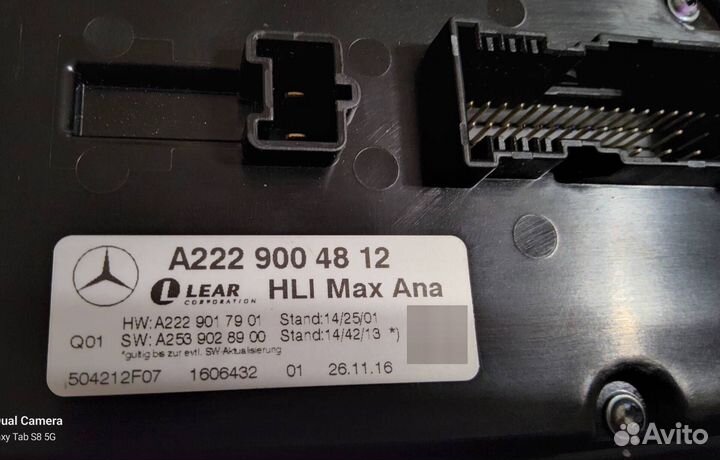 A222 900 48 12
LEAR
CORPORATION
HLI Max Ana
HW: A222 901 79 01 Stand:14/25/01
Q01 SW: A253 902 89 00 Stand:14/42/13 *)
*gültig bis zur evtl. SW-Aktualisierung
504212F07 1606432 01 26.11.16
Dual Camera
axy Tab S8 5G
Avito